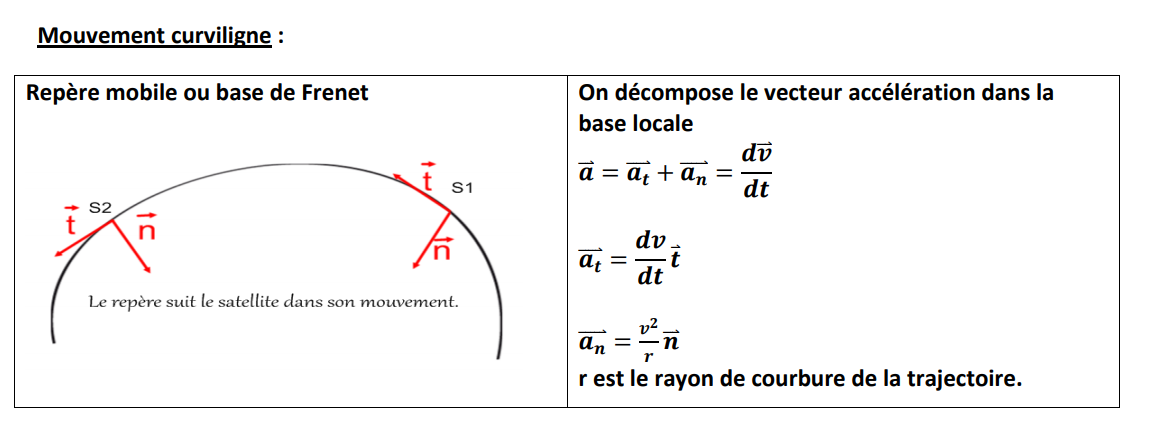 Mouvement curviligne :
Repère mobile ou base de Frenet
t⃗
S1
S2
t⃗
n⃗
n⃗
Le repère suit le satellite dans son mouvement.
On décompose le vecteur accélération dans la
base locale
a⃗ = a⃗ₜ + a⃗ₙ = dv⃗/dt
a⃗ₜ = dv/dt t⃗
a⃗ₙ = v²/r n⃗
r est le rayon de courbure de la trajectoire.